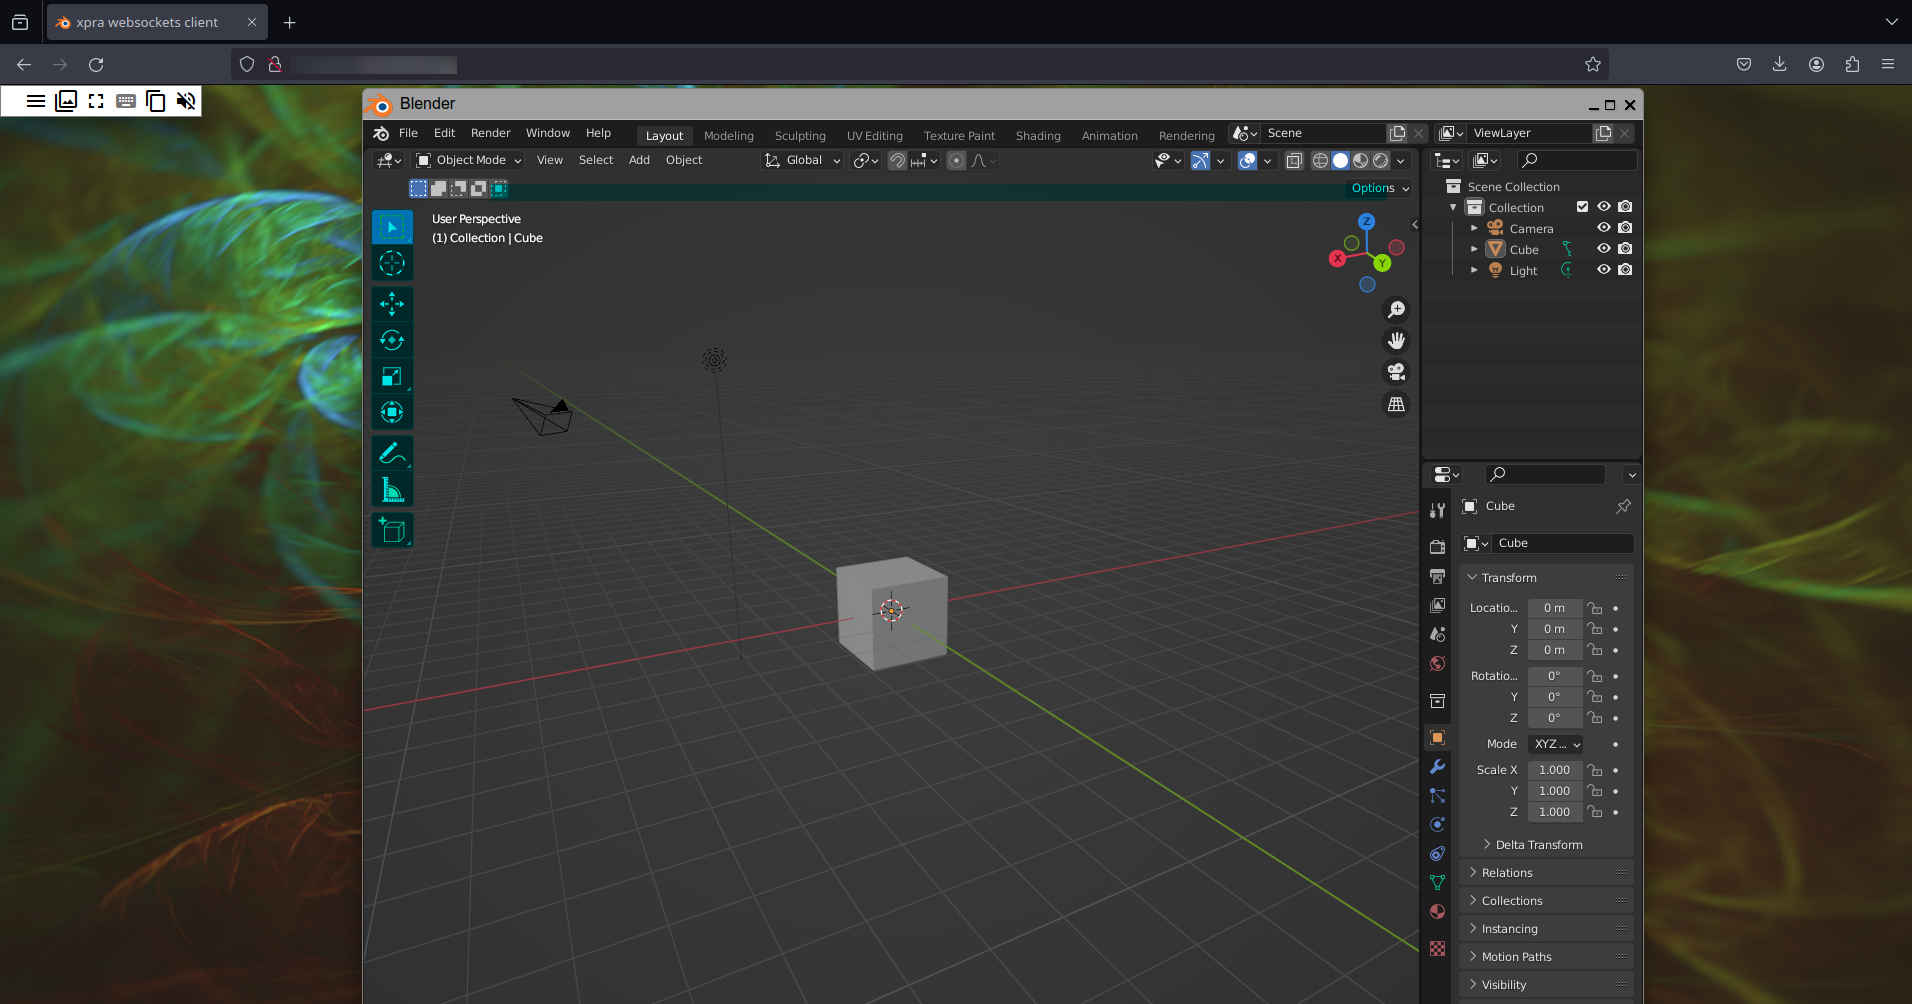 xpra websockets client
Blender
File Edit Render Window Help Layout Modeling Sculpting UV Editing Texture Paint Shading Animation Rendering Scene ViewLayer
Object Mode View Select Add Object Global
Options
User Perspective
(1) Collection | Cube
Z
X
Y
Scene Collection
Collection
Camera
Cube
Light
Cube
Cube
Transform
Locatio... 0 m
Y 0 m
Z 0 m
Rotatio... 0°
Y 0°
Z 0°
Mode XYZ ...
Scale X 1.000
Y 1.000
Z 1.000
Delta Transform
Relations
Collections
Instancing
Motion Paths
Visibility